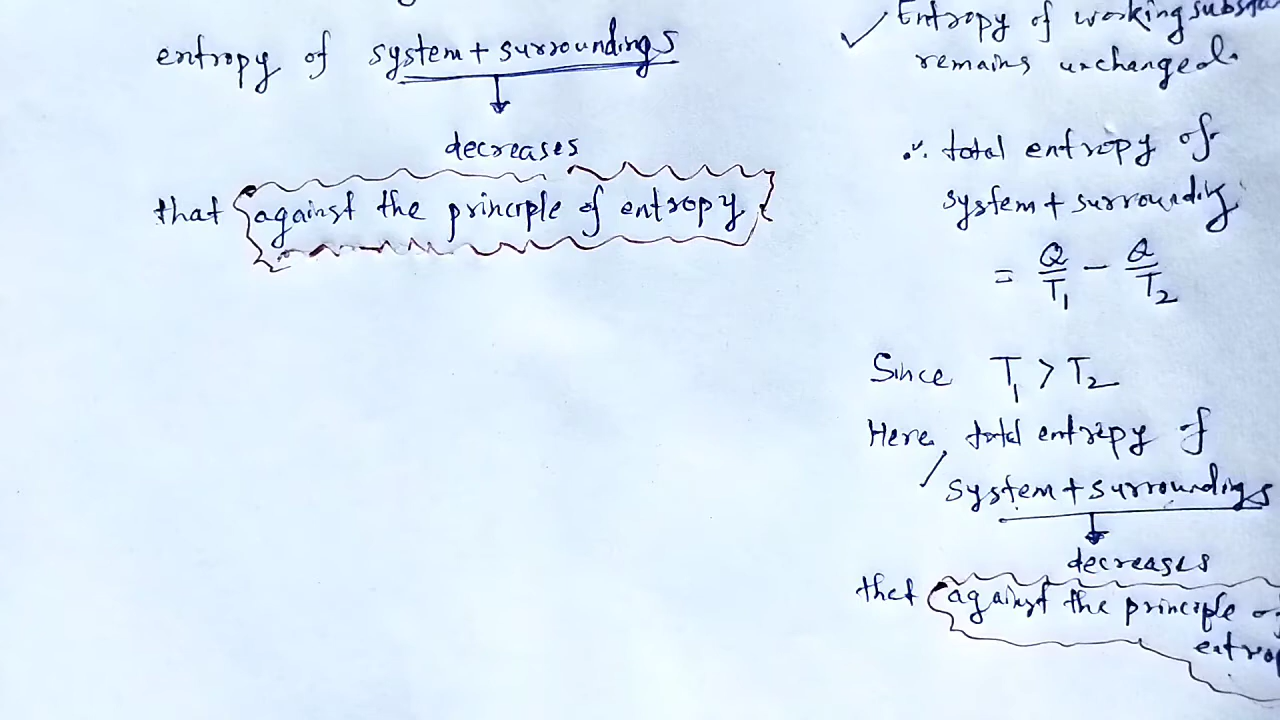 entropy of system + surroundings
decreases
that against the principle of entropy
Entropy of working
remains unchanged.
∴ total entropy of
system + surrounding
= Q/T₁ - Q/T₂
Since T₁ > T₂
Here, total entropy of
system + surroundings
decreases
that against the principle